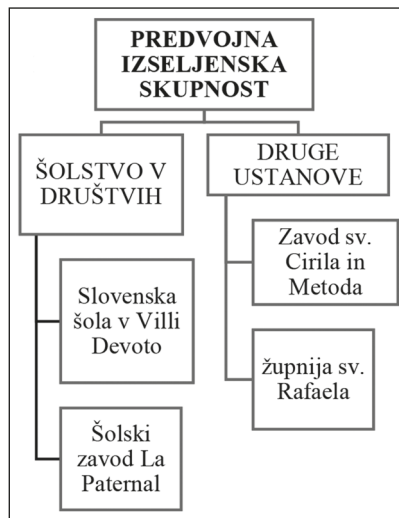 PREDVOJNA
IZSELJENSKA
SKUPNOST
ŠOLSTVO V
DRUŠTVIH
Slovenska
šola v Villi
Devoto
Šolski
zavod La
Paternal
DRUGE
USTANOVE
Zavod sv.
Cirila in
Metoda
župnija sv.
Rafaela